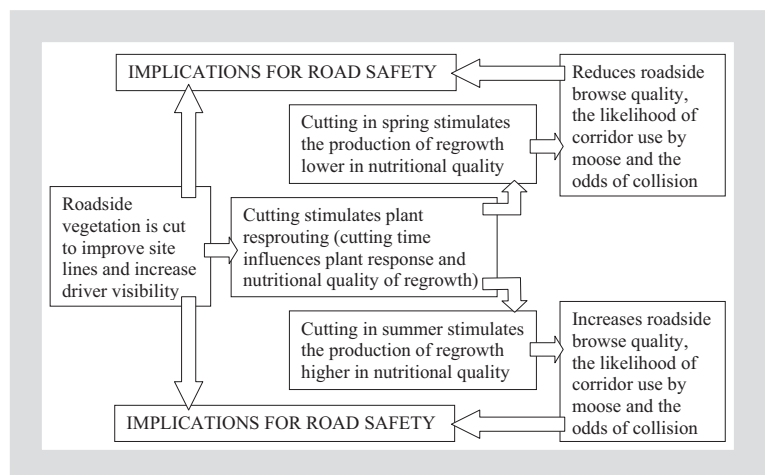 IMPLICATIONS FOR ROAD SAFETY
Roadside
vegetation is cut
to improve site
lines and increase
driver visibility
Cutting stimulates plant
resprouting (cutting time
influences plant response and
nutritional quality of regrowth)
Cutting in spring stimulates
the production of regrowth
lower in nutritional quality
Reduces roadside
browse quality,
the likelihood of
corridor use by
moose and the
odds of collision
Cutting in summer stimulates
the production of regrowth
higher in nutritional quality
Increases roadside
browse quality,
the likelihood of
corridor use by
moose and the
odds of collision
IMPLICATIONS FOR ROAD SAFETY